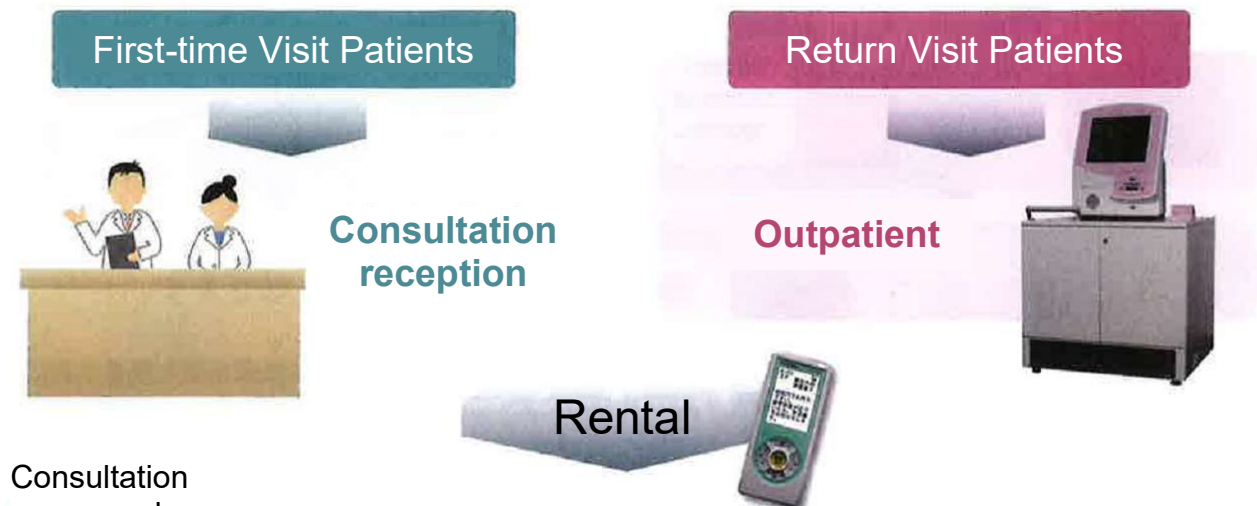 First-time Visit Patients
Return Visit Patients
Consultation
reception
Outpatient
Rental
Consultation